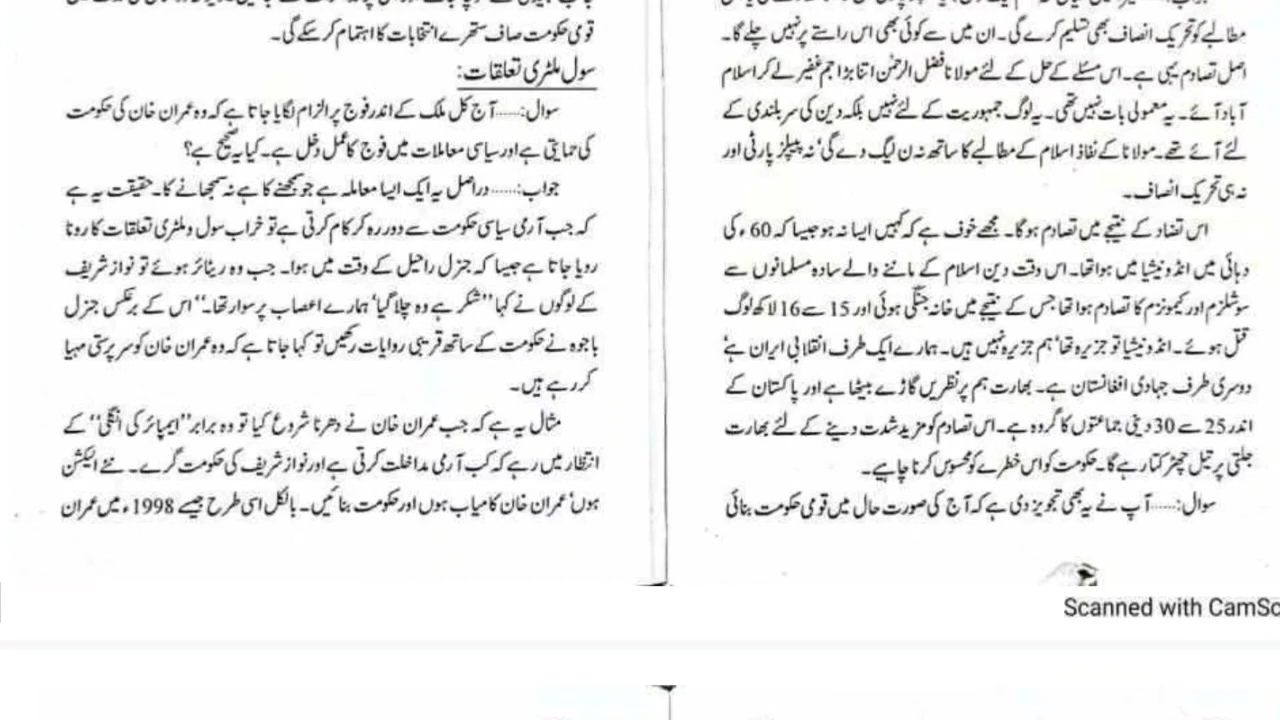 مطالبے کو تحریک انصاف بھی تسلیم کرے گی۔ ان میں سے کوئی بھی اس راستے پر نہیں چلے گا۔
اصل تصادم یہی ہے۔ اس مسئلے کے حل کے لئے مولانا فضل الرحمٰن اتنا بڑا جم غفیر لے کر اسلام
آباد آئے۔ یہ معمولی بات نہیں تھی۔ یہ لوگ جمہوریت کے لئے نہیں بلکہ دین کی سربلندی کے
لئے آئے تھے۔ مولانا کے نفاذ اسلام کے مطالبے کا ساتھ نہ ن لیگ دے گی‘ نہ پیپلز پارٹی اور
نہ ہی تحریک انصاف۔
اس تضاد کے نتیجے میں تصادم ہوگا۔ مجھے خوف ہے کہ کہیں ایسا نہ ہو جیسا کہ 60ء کی
دہائی میں انڈونیشیا میں ہوا تھا۔ اس وقت دین اسلام کے ماننے والے سادہ مسلمانوں سے
سوشلزم اور کیمونزم کا تصادم ہوا تھا جس کے نتیجے میں خانہ جنگی ہوئی اور 15 سے 16 لاکھ لوگ
قتل ہوئے۔ انڈونیشیا تو جزیرہ تھا‘ ہم جزیرہ نہیں ہیں۔ ہمارے ایک طرف انقلابی ایران ہے‘
دوسری طرف جہادی افغانستان ہے۔ بھارت ہم پر نظریں گاڑے بیٹھا ہے اور پاکستان کے
اندر 25 سے 30 دینی جماعتوں کا گروہ ہے۔ اس تصادم کو مزید شدت دینے کے لئے بھارت
جلتی پر تیل چھڑکتا رہے گا۔ حکومت کو اس خطرے کو محسوس کرنا چاہیے۔
سوال:......آپ نے یہ بھی تجویز دی ہے کہ آج کی صورت حال میں قومی حکومت بنائی
قومی حکومت صاف ستھرے انتخابات کا اہتمام کر سکے گی۔
سول ملٹری تعلقات:
سوال:......آج کل ملک کے اندر فوج پر الزام لگایا جاتا ہے کہ وہ عمران خان کی حکومت
کی حمایتی ہے اور سیاسی معاملات میں فوج کا عمل دخل ہے۔ کیا یہ صحیح ہے؟
جواب:......دراصل یہ ایک ایسا معاملہ ہے جو سمجھنے کا ہے نہ سمجھانے کا۔ حقیقت یہ ہے
کہ جب آرمی سیاسی حکومت سے دور رہ کر کام کرتی ہے تو خراب سول و ملٹری تعلقات کا رونا
رویا جاتا ہے جیسا کہ جنرل راحیل کے وقت میں ہوا۔ جب وہ ریٹائر ہوئے تو نواز شریف
کے لوگوں نے کہا ’’شکر ہے وہ چلا گیا‘ ہمارے اعصاب پر سوار تھا۔‘‘ اس کے برعکس جنرل
باجوہ نے حکومت کے ساتھ قریبی روایات رکھیں تو کہا جاتا ہے کہ وہ عمران خان کو سرپرستی مہیا
کر رہے ہیں۔
مثال یہ ہے کہ جب عمران خان نے دھرنا شروع کیا تو وہ برابر ’’ایمپائر کی انگلی‘‘ کے
انتظار میں رہے کہ کب آرمی مداخلت کرتی ہے اور نواز شریف کی حکومت گرے۔ نئے الیکشن
ہوں‘ عمران خان کامیاب ہوں اور حکومت بنائیں۔ بالکل اسی طرح جیسے 1998ء میں عمران
Scanned with CamSc